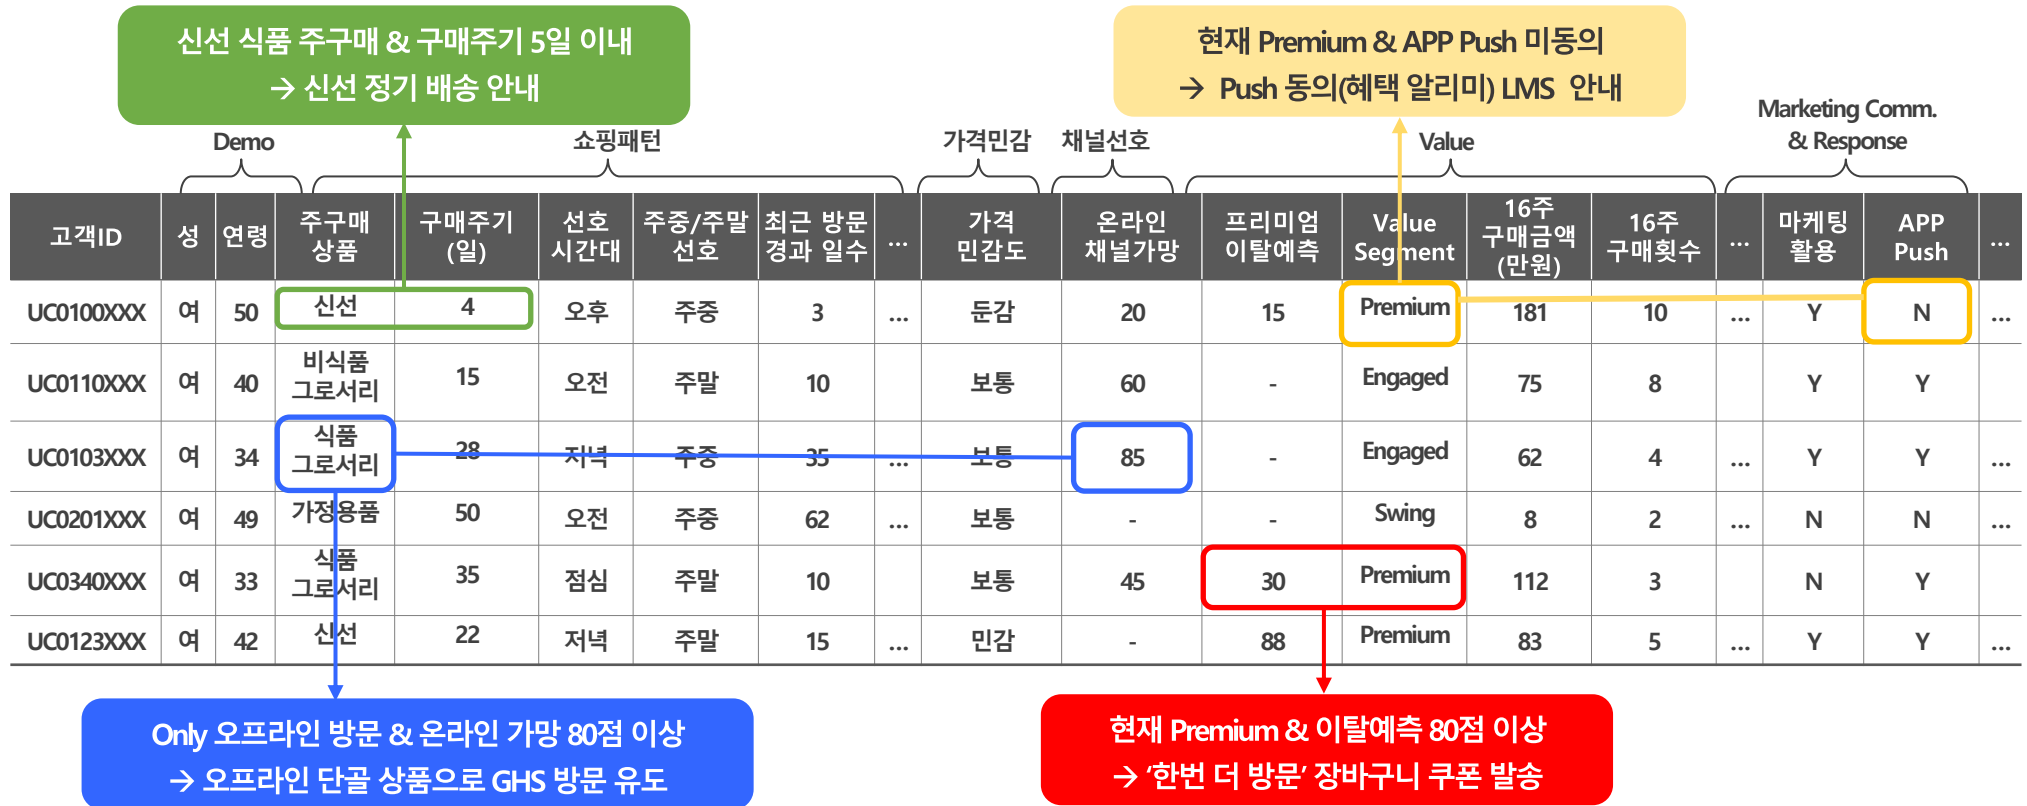 신선 식품 주구매 & 구매주기 5일 이내
→ 신선 정기 배송 안내
현재 Premium & APP Push 미동의
→ Push 동의(혜택 알리미) LMS 안내
Demo
쇼핑패턴
가격민감
채널선호
Value
Marketing Comm.
& Response
고객ID 성 연령 주구매 상품 구매주기 (일) 선호 시간대 주중/주말 선호 최근 방문 경과 일수 ... 가격 민감도 온라인 채널가망 프리미엄 이탈예측 Value Segment 16주 구매금액 (만원) 16주 구매횟수 ... 마케팅 활용 APP Push ...
UC0100XXX 여 50 신선 4 오후 주중 3 ... 둔감 20 15 Premium 181 10 ... Y N ...
UC0110XXX 여 40 비식품 그로서리 15 오전 주말 10 보통 60 - Engaged 75 8 Y Y
UC0103XXX 여 34 식품 그로서리 28 저녁 주중 35 ... 보통 85 - Engaged 62 4 ... Y Y ...
UC0201XXX 여 49 가정용품 50 오전 주중 62 ... 보통 - - Swing 8 2 ... N N ...
UC0340XXX 여 33 식품 그로서리 35 점심 주말 10 보통 45 30 Premium 112 3 N Y
UC0123XXX 여 42 신선 22 저녁 주말 15 ... 민감 - 88 Premium 83 5 ... Y Y ...
Only 오프라인 방문 & 온라인 가망 80점 이상
→ 오프라인 단골 상품으로 GHS 방문 유도
현재 Premium & 이탈예측 80점 이상
→ ‘한번 더 방문’ 장바구니 쿠폰 발송